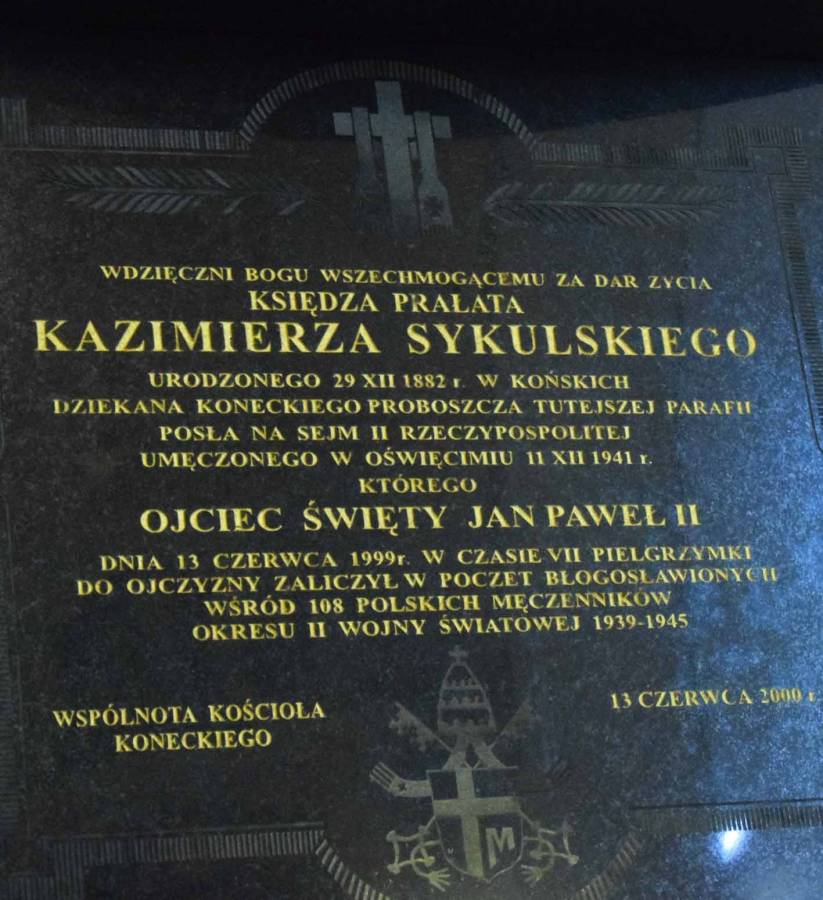 WDZIĘCZNI BOGU WSZECHMOGĄCEMU ZA DAR ZYCIA
KSIĘDZA PRAŁATA
KAZIMIERZA SYKULSKIEGO
URODZONEGO 29 XII 1882 r. W KOŃSKICH
DZIEKANA KONECKIEGO PROBOSZCZA TUTEJSZEJ PARAFII
POSŁA NA SEJM II RZECZYPOSPOLITEJ
UMĘCZONEGO W OŚWIĘCIMIU 11 XII 1941 r.
KTÓREGO
OJCIEC ŚWIĘTY JAN PAWEŁ II
DNIA 13 CZERWCA 1999r. W CZASIE VII PIELGRZYMKI
DO OJCZYZNY ZALICZYŁ W POCZET BŁOGOSŁAWIONYCH
WŚRÓD 108 POLSKICH MĘCZENNIKÓW
OKRESU II WOJNY ŚWIATOWEJ 1939-1945
WSPÓLNOTA KOŚCIOŁA
KONECKIEGO
13 CZERWCA 2000 r.
M